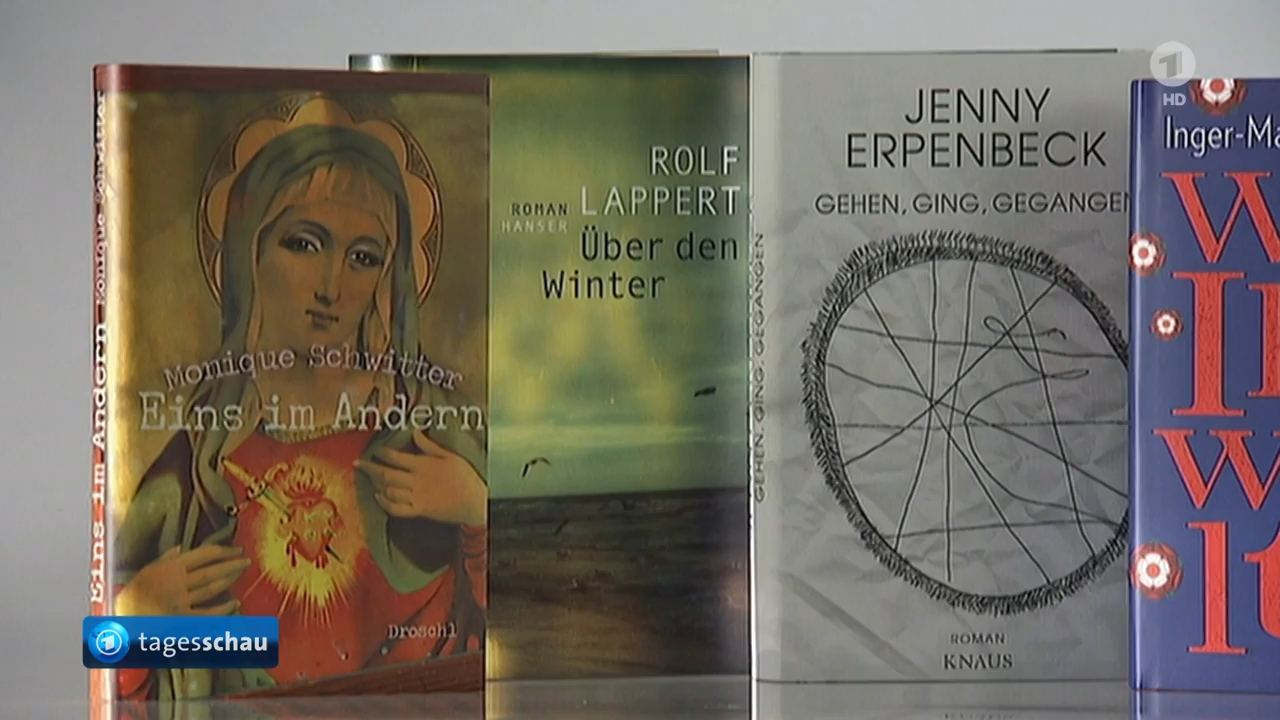 Monique Schwitter
Eins im Andern
Droschl
Eins im Andern Monique Schwitter
ROLF
LAPPERT
ROMAN
HANSER
Über den
Winter
JENNY
ERPENBECK
GEHEN, GING, GEGANGEN
ROMAN
KNAUS
GEHEN, GING, GEGANGEN
Inger-Ma
W
w
1
HD
tagesschau